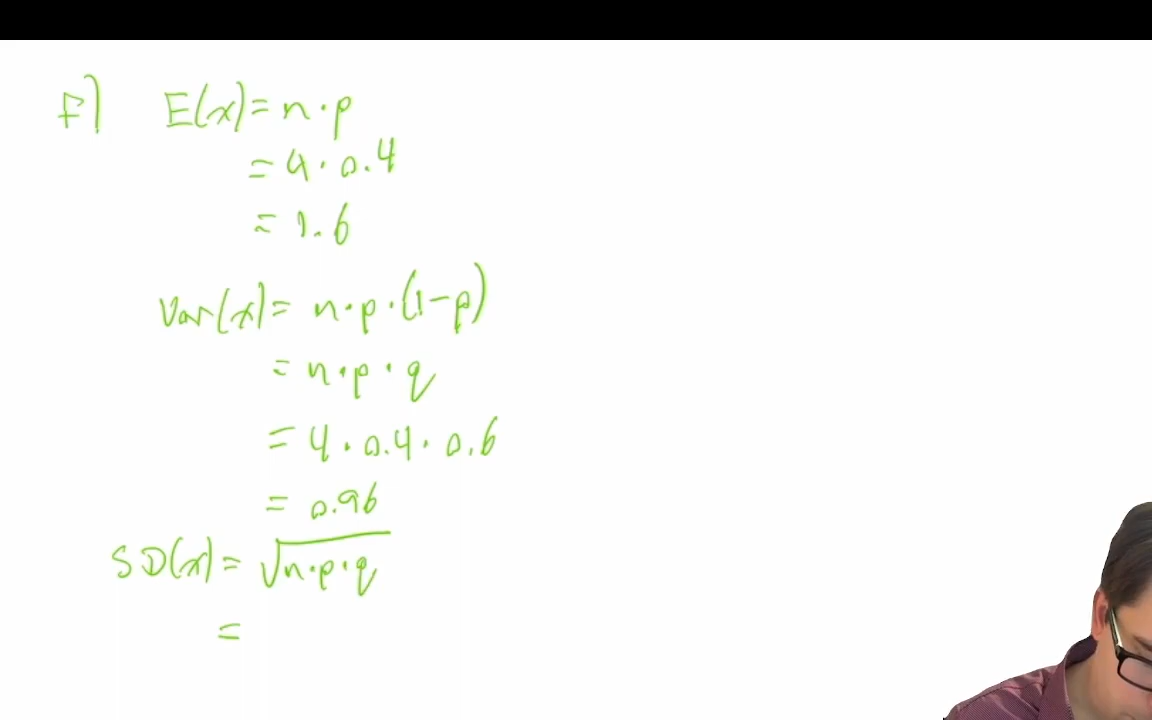 F) E(x) = n·p
= 4·0.4
= 1.6
Var(x) = n·p·(1-p)
= n·p·q
= 4·0.4·0.6
= 0.96
SD(x) = √n·p·q
=